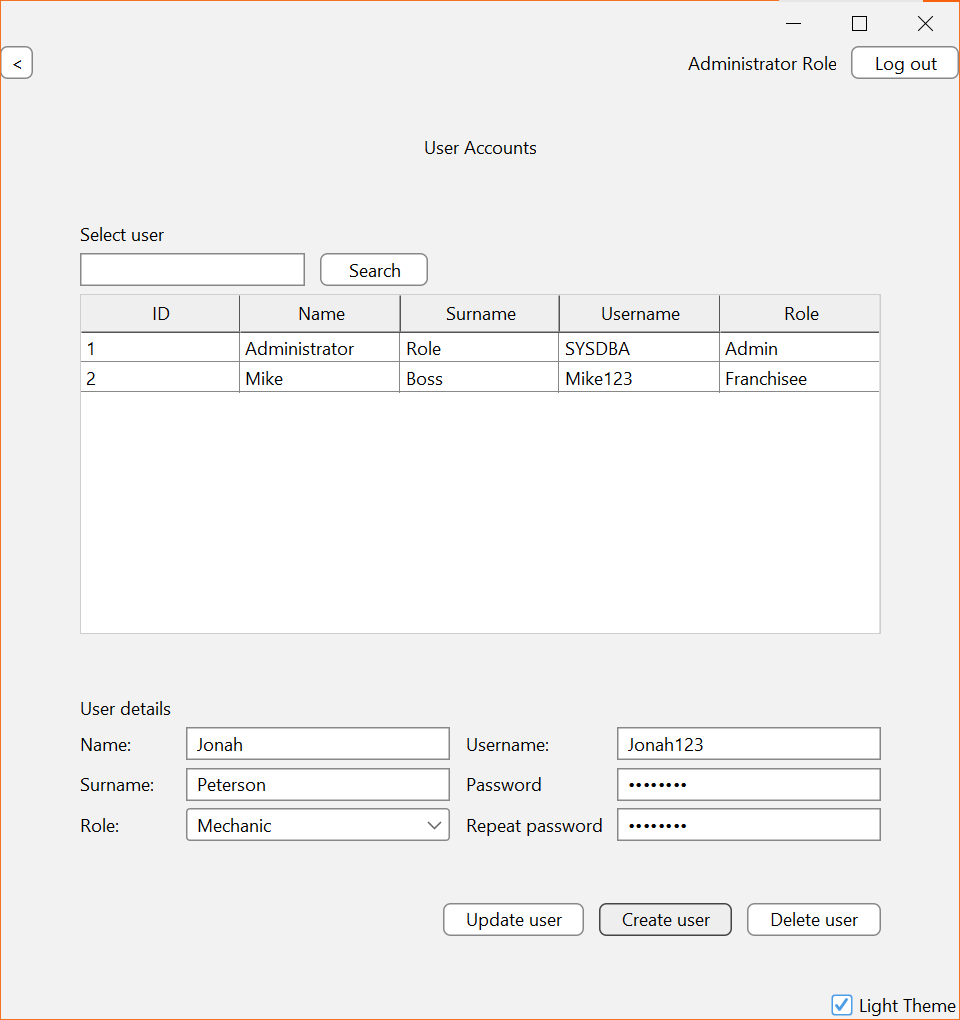 <
Administrator Role Log out
User Accounts
Select user
Search
ID Name Surname Username Role
1 Administrator Role SYSDBA Admin
2 Mike Boss Mike123 Franchisee
User details
Name: Jonah Username: Jonah123
Surname: Peterson Password ••••••••
Role: Mechanic Repeat password ••••••••
Update user Create user Delete user
Light Theme